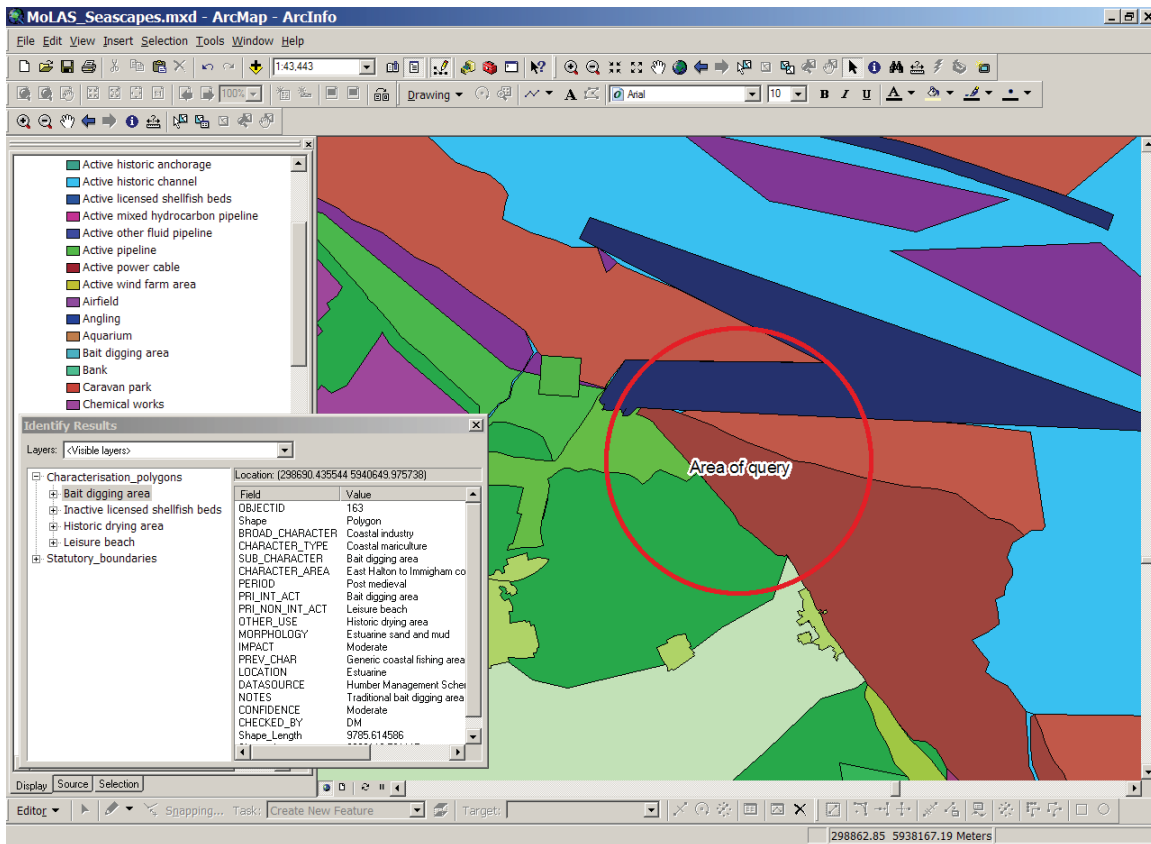 MoLAS_Seascapes.mxd - ArcMap - ArcInfo
File Edit View Insert Selection Tools Window Help
1:43,443
100% Drawing A Arial 10 B I U A
Active historic anchorage
Active historic channel
Active licensed shellfish beds
Active mixed hydrocarbon pipeline
Active other fluid pipeline
Active pipeline
Active power cable
Active wind farm area
Airfield
Angling
Aquarium
Bait digging area
Bank
Caravan park
Chemical works
Identify Results
Layers: <Visible layers>
Characterisation_polygons
Bait digging area
Inactive licensed shellfish beds
Historic drying area
Leisure beach
Statutory_boundaries
Location: (298690.435544 5940649.975738)
Field Value
OBJECTID 163
Shape Polygon
BROAD_CHARACTER Coastal industry
CHARACTER_TYPE Coastal mariculture
SUB_CHARACTER Bait digging area
CHARACTER_AREA East Halton to Immigham co
PERIOD Post medieval
PRI_INT_ACT Bait digging area
PRI_NON_INT_ACT Leisure beach
OTHER_USE Historic drying area
MORPHOLOGY Estuarine sand and mud
IMPACT Moderate
PREV_CHAR Generic coastal fishing area
LOCATION Estuarine
DATASOURCE Humber Management Scher
NOTES Traditional bait digging area
CONFIDENCE Moderate
CHECKED_BY DM
Shape_Length 9785.614586
Area of query
Display Source Selection
Editor Snapping... Task: Create New Feature Target:
298862.85 5938167.19 Meters